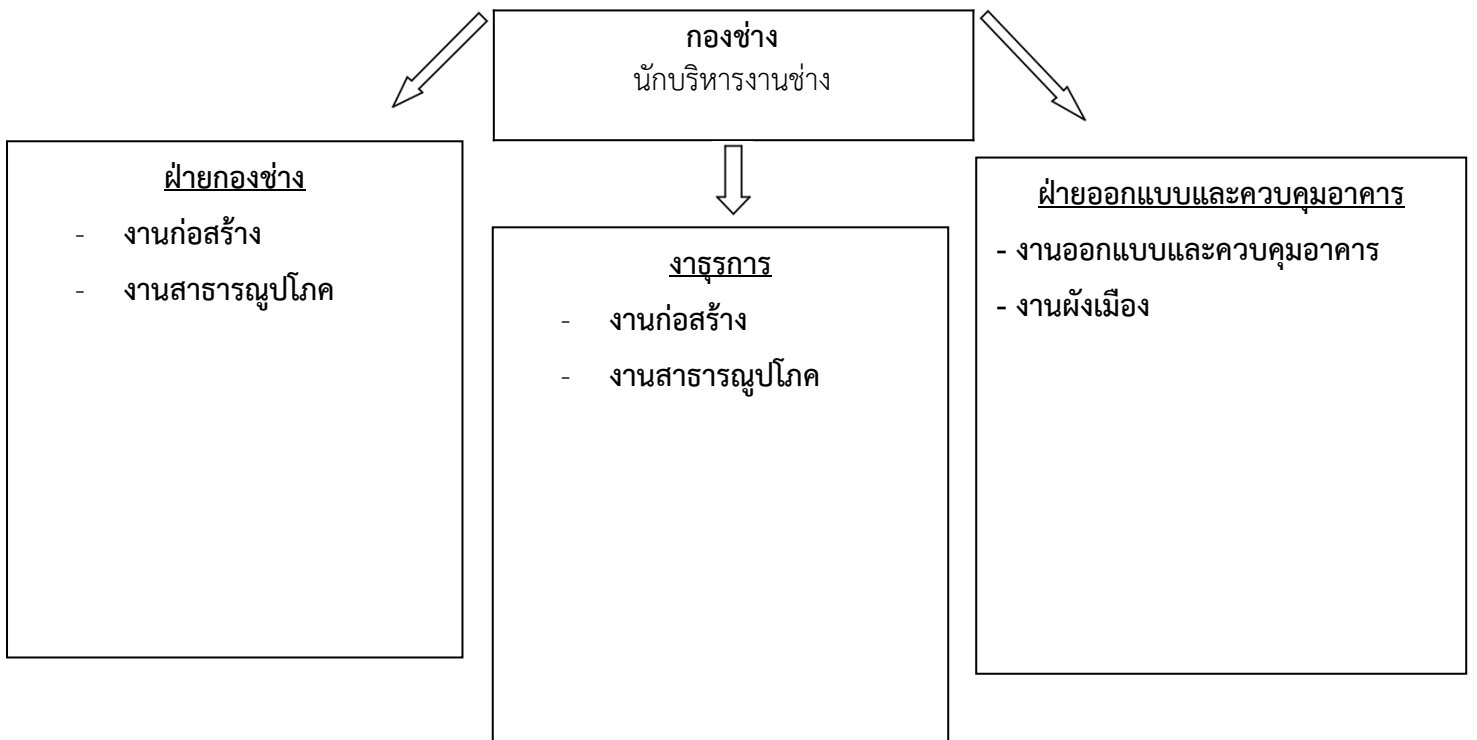 กองช่าง
นักบริหารงานช่าง
ฝ่ายกองช่าง
- งานก่อสร้าง
- งานสาธารณูปโภค
งาธุรการ
- งานก่อสร้าง
- งานสาธารณูปโภค
ฝ่ายออกแบบและควบคุมอาคาร
- งานออกแบบและควบคุมอาคาร
- งานผังเมือง